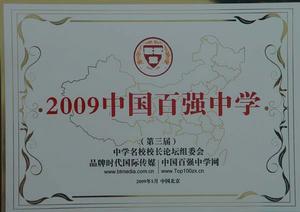 ·2009中国百强中学·
（第三届）
中学名校校长论坛组委会
品牌时代国际传媒 | 中国百强中学网
www.btmedia.com.cn | www.Top100zx.cn
2009年5月 中国北京